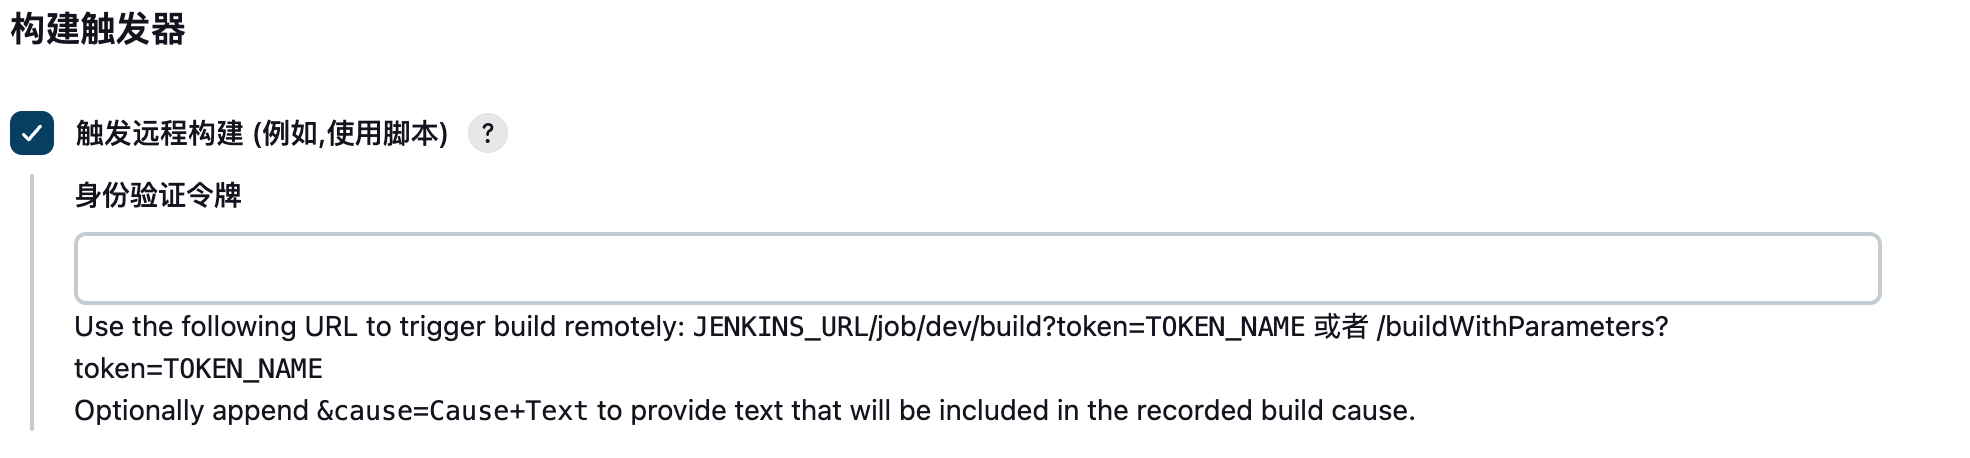 构建触发器
触发远程构建 (例如,使用脚本) ?
身份验证令牌
Use the following URL to trigger build remotely: JENKINS_URL/job/dev/build?token=TOKEN_NAME 或者 /buildWithParameters?
token=TOKEN_NAME
Optionally append &cause=Cause+Text to provide text that will be included in the recorded build cause.